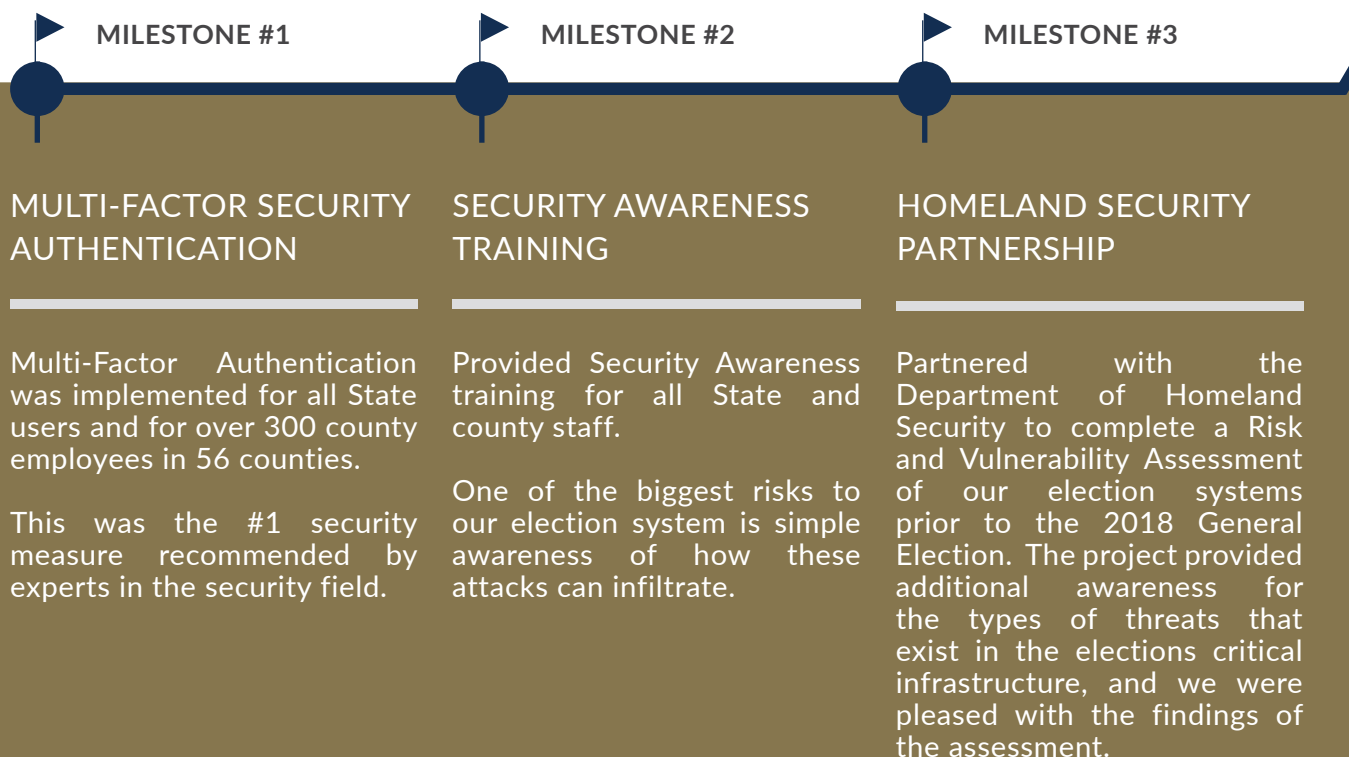 MILESTONE #1
MULTI-FACTOR SECURITY
AUTHENTICATION
Multi-Factor Authentication
was implemented for all State
users and for over 300 county
employees in 56 counties.
This was the #1 security
measure recommended by
experts in the security field.
MILESTONE #2
SECURITY AWARENESS
TRAINING
Provided Security Awareness
training for all State and
county staff.
One of the biggest risks to
our election system is simple
awareness of how these
attacks can infiltrate.
MILESTONE #3
HOMELAND SECURITY
PARTNERSHIP
Partnered with the
Department of Homeland
Security to complete a Risk
and Vulnerability Assessment
of our election systems
prior to the 2018 General
Election. The project provided
additional awareness for
the types of threats that
exist in the elections critical
infrastructure, and we were
pleased with the findings of
the assessment.